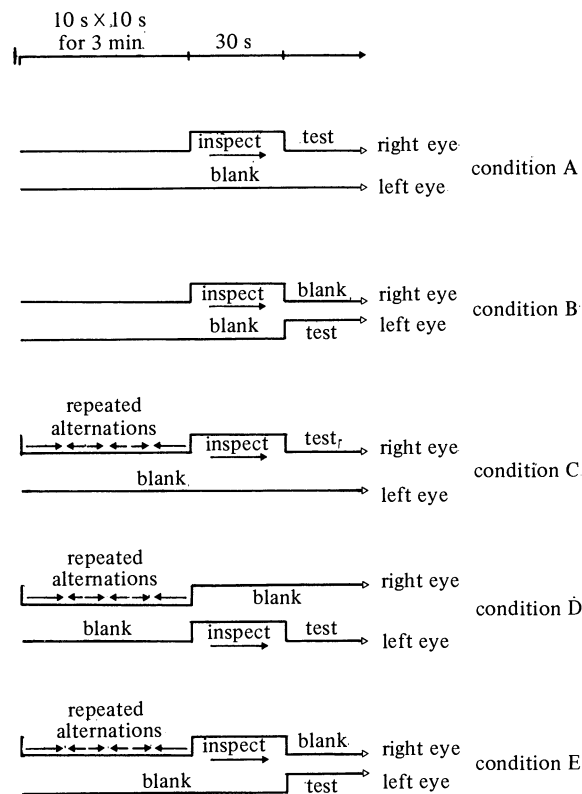 10 s × 10 s
for 3 min. 30 s
inspect test right eye
blank left eye condition A
inspect blank right eye
blank test left eye condition B
repeated
alternations
inspect test right eye
blank left eye condition C
repeated
alternations
blank right eye
blank inspect test left eye condition D
repeated
alternations
inspect blank right eye
blank test left eye condition E